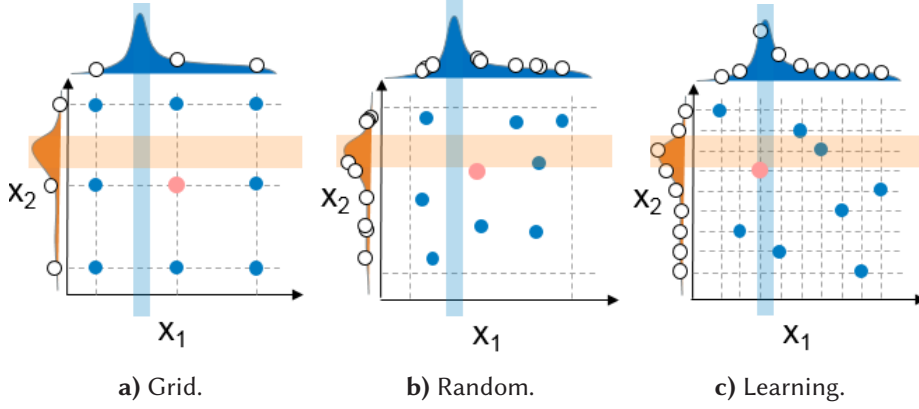 X₂
X₁
a) Grid.
X₂
X₁
b) Random.
X₂
X₁
c) Learning.